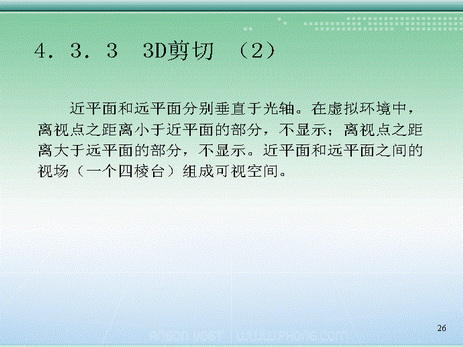 4．3．3  3D剪切 （2）
近平面和远平面分别垂直于光轴。在虚拟环境中，
离视点之距离小于近平面的部分，不显示；离视点之距
离大于远平面的部分，不显示。近平面和远平面之间的
视场（一个四棱台）组成可视空间。
26